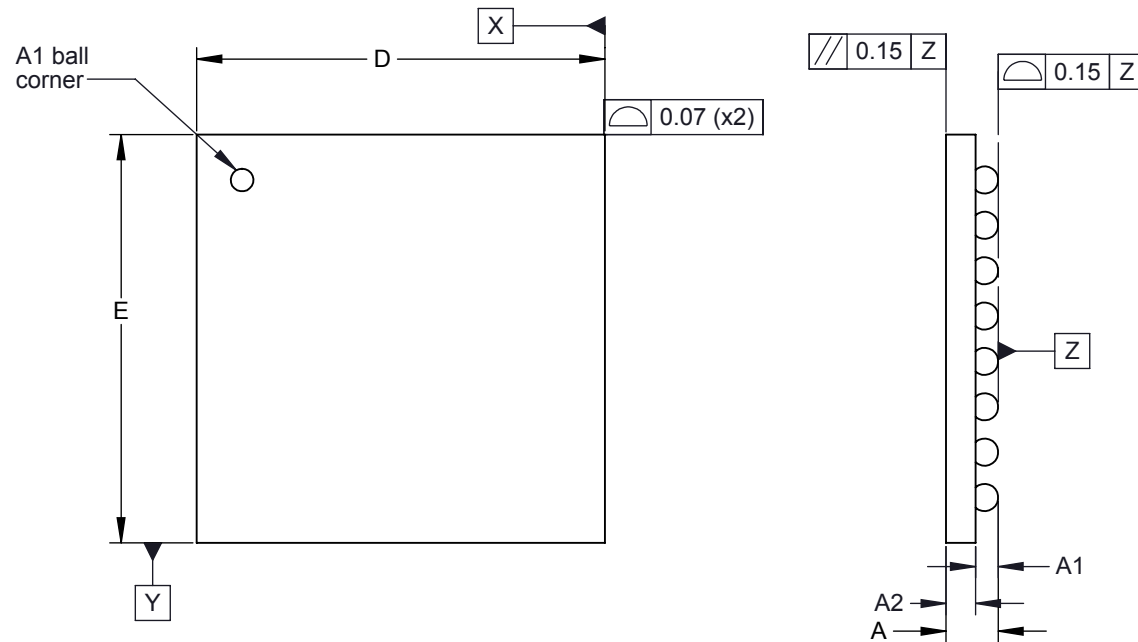 X
D
A1 ball
corner
0.07 (x2)
E
Y
// 0.15 Z
0.15 Z
Z
A1
A2
A